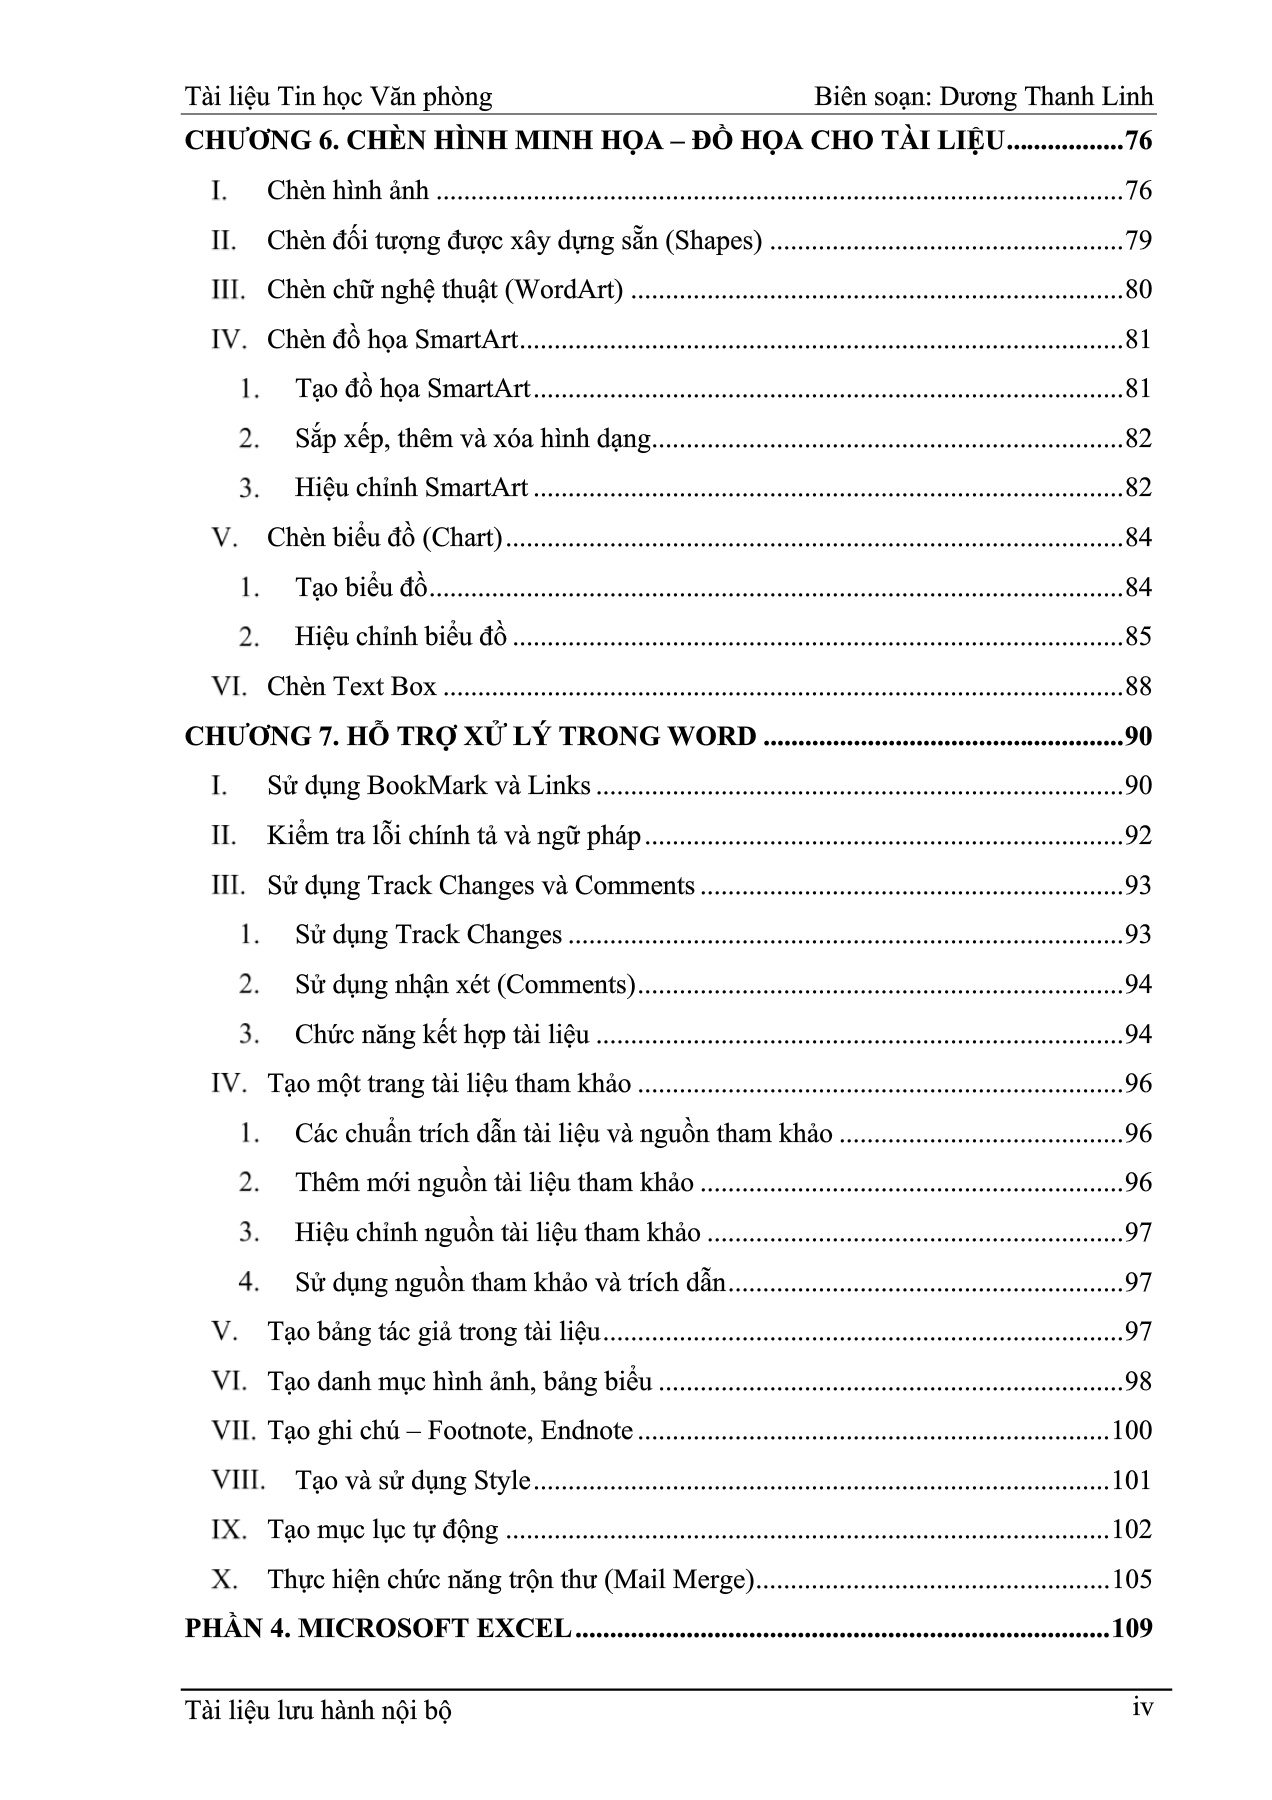 Tài liệu Tin học Văn phòng Biên soạn: Dương Thanh Linh
CHƯƠNG 6. CHÈN HÌNH MINH HỌA – ĐỒ HỌA CHO TÀI LIỆU.................76
I. Chèn hình ảnh ....................................................................................................76
II. Chèn đối tượng được xây dựng sẵn (Shapes) ...................................................79
III. Chèn chữ nghệ thuật (WordArt) .......................................................................80
IV. Chèn đồ họa SmartArt.......................................................................................81
1. Tạo đồ họa SmartArt.....................................................................................81
2. Sắp xếp, thêm và xóa hình dạng....................................................................82
3. Hiệu chỉnh SmartArt .....................................................................................82
V. Chèn biểu đồ (Chart).........................................................................................84
1. Tạo biểu đồ....................................................................................................84
2. Hiệu chỉnh biểu đồ ........................................................................................85
VI. Chèn Text Box ..................................................................................................88
CHƯƠNG 7. HỖ TRỢ XỬ LÝ TRONG WORD ....................................................90
I. Sử dụng BookMark và Links ............................................................................90
II. Kiểm tra lỗi chính tả và ngữ pháp.....................................................................92
III. Sử dụng Track Changes và Comments .............................................................93
1. Sử dụng Track Changes ................................................................................93
2. Sử dụng nhận xét (Comments)......................................................................94
3. Chức năng kết hợp tài liệu ............................................................................94
IV. Tạo một trang tài liệu tham khảo ......................................................................96
1. Các chuẩn trích dẫn tài liệu và nguồn tham khảo .........................................96
2. Thêm mới nguồn tài liệu tham khảo .............................................................96
3. Hiệu chỉnh nguồn tài liệu tham khảo ............................................................97
4. Sử dụng nguồn tham khảo và trích dẫn.........................................................97
V. Tạo bảng tác giả trong tài liệu...........................................................................97
VI. Tạo danh mục hình ảnh, bảng biểu ...................................................................98
VII. Tạo ghi chú – Footnote, Endnote ....................................................................100
VIII. Tạo và sử dụng Style...................................................................................101
IX. Tạo mục lục tự động .......................................................................................102
X. Thực hiện chức năng trộn thư (Mail Merge)...................................................105
PHẦN 4. MICROSOFT EXCEL.............................................................................109
Tài liệu lưu hành nội bộ iv